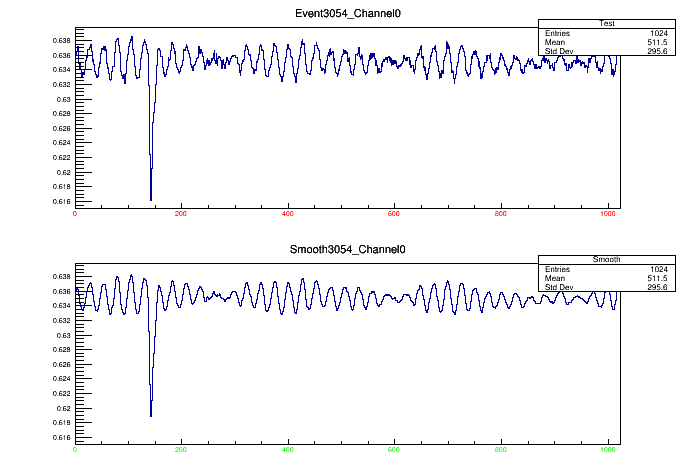 Event3054_Channel0
Test
Entries 1024
Mean 511.5
Std Dev 295.6
0.638
0.636
0.634
0.632
0.63
0.628
0.626
0.624
0.622
0.62
0.618
0.616
0 200 400 600 800 1000
Smooth3054_Channel0
Smooth
Entries 1024
Mean 511.5
Std Dev 295.6
0.638
0.636
0.634
0.632
0.63
0.628
0.626
0.624
0.622
0.62
0.618
0.616
0 200 400 600 800 1000